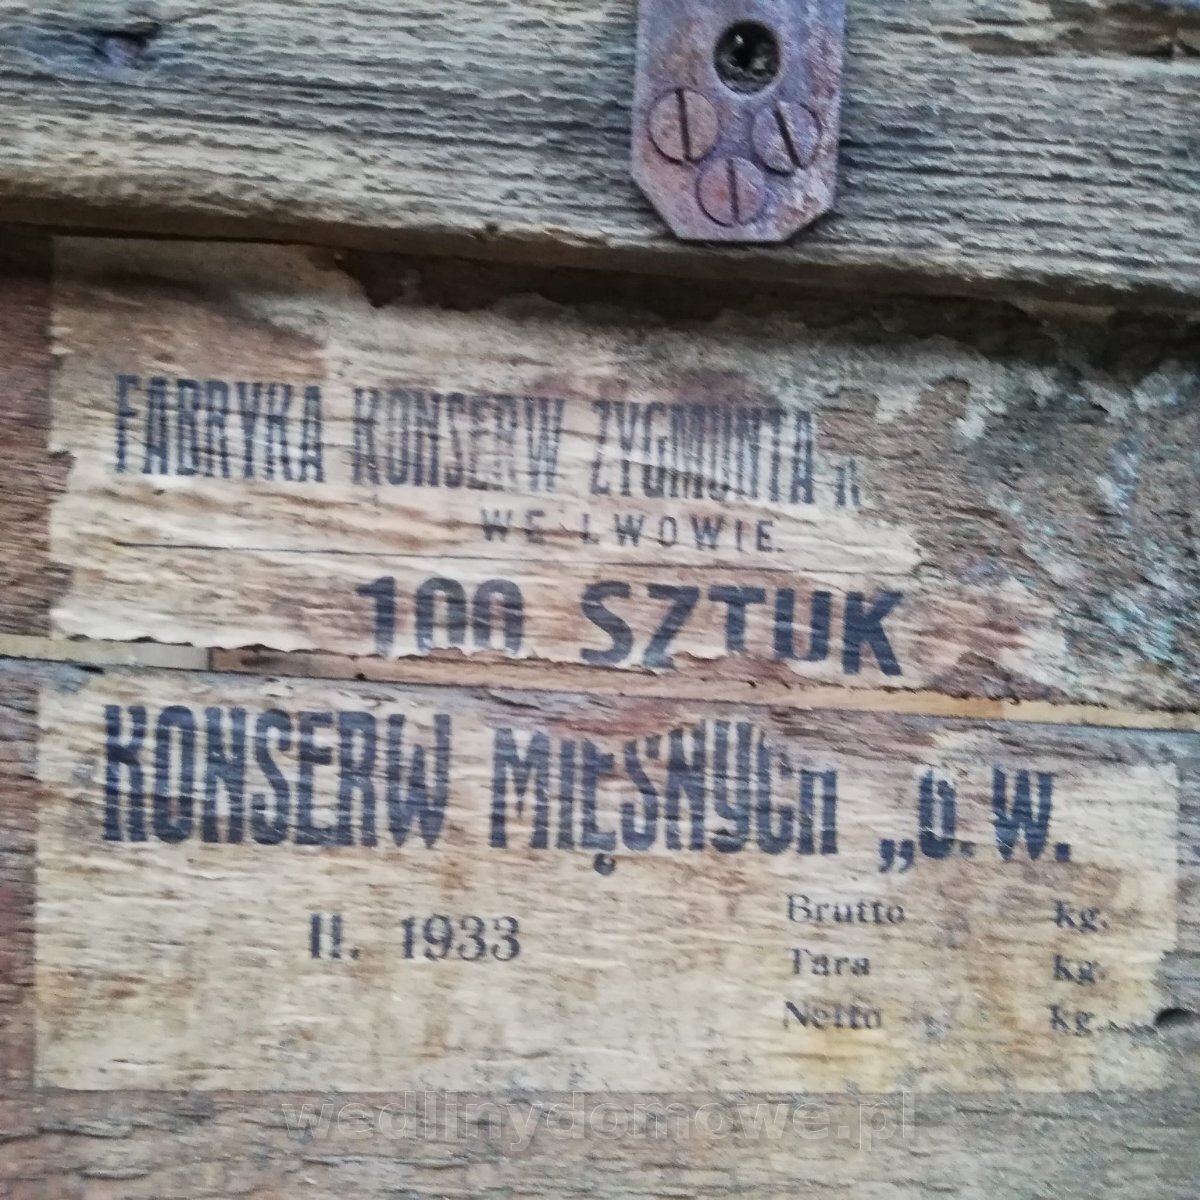 FABRYKA KONSERW ZYGMUNTA
WE LWOWIE.
100 SZTUK
KONSERW MIĘSNYCH „o. W.
II. 1933
Brutto kg.
Tara kg.
Netto kg.
wedlinydomowe.pl